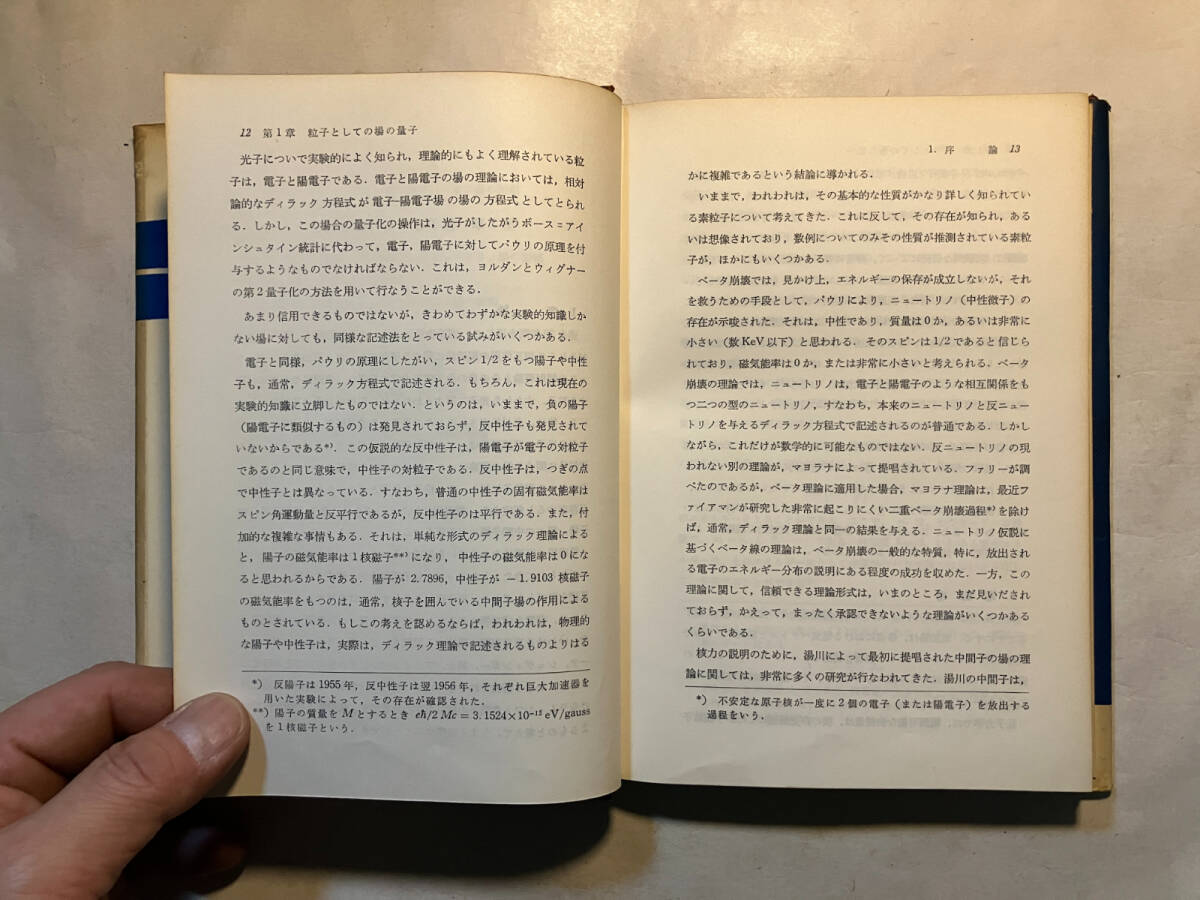 12 第1章 粒子としての場の量子
光子について実験的によく知られ，理論的にもよく理解されている粒
子は，電子と陽電子である．電子と陽電子の場の理論においては，相対
論的なディラック方程式が電子−陽電子場の場の方程式としてとられ
る．しかし，この場合の量子化の操作は，光子がしたがうボース＝アイ
ンシュタイン統計に代わって，電子，陽電子に対してパウリの原理を付
与するようなものでなければならない．これは，ヨルダンとウィグナー
の第2量子化の方法を用いて行なうことができる．
あまり信用できるものではないが，きわめてわずかな実験的知識しか
ない場に対しても，同様な記述法をとっている試みがいくつかある．
電子と同様，パウリの原理にしたがい，スピン1/2をもつ陽子や中性
子も，通常，ディラック方程式で記述される．もちろん，これは現在の
実験的知識に立脚したものではない．というのは，いままで，負の陽子
（陽電子に類似するもの）は発見されておらず，反中性子も発見されて
いないからである*)．この仮説的な反中性子は，陽電子が電子の対粒子
であるのと同じ意味で，中性子の対粒子である．反中性子は，つぎの点
で中性子とは異なっている．すなわち，普通の中性子の固有磁気能率は
スピン角運動量と反平行であるが，反中性子のは平行である．また，付
加的な複雑な事情もある．それは，単純な形式のディラック理論による
と，陽子の磁気能率は1核磁子**)になり，中性子の磁気能率は0にな
ると思われるからである．陽子が 2.7896，中性子が −1.9103 核磁子
の磁気能率をもつのは，通常，核子を囲んでいる中間子場の作用による
ものとされている．もしこの考えを認めるならば，われわれは，物理的
な陽子や中性子は，実際は，ディラック理論で記述されるものよりはる
*) 反陽子は1955年，反中性子は翌1956年，それぞれ巨大加速器を
用いた実験によって，その存在が確認された．
**) 陽子の質量を M とするとき eħ/2Mc=3.1524×10⁻¹²eV/gauss
を1核磁子という．
1. 序 論 13
かに複雑であるという結論に導かれる．
いままで，われわれは，その基本的な性質がかなり詳しく知られてい
る素粒子について考えてきた．これに反して，その存在が知られ，ある
いは想像されており，数例についてのみその性質が推測されている素粒
子が，ほかにもいくつかある．
ベータ崩壊では，見かけ上，エネルギーの保存が成立しないが，それ
を救うための手段として，パウリにより，ニュートリノ（中性微子）の
存在が示唆された．それは，中性であり，質量は0か，あるいは非常に
小さい（数KeV以下）と思われる．そのスピンは1/2であると信じら
れており，磁気能率は0か，または非常に小さいと考えられる．ベータ
崩壊の理論では，ニュートリノは，電子と陽電子のような相互関係をも
つ二つの型のニュートリノ，すなわち，本来のニュートリノと反ニュー
トリノを与えるディラック方程式で記述されるのが普通である．しかし
ながら，これだけが数学的に可能なものではない．反ニュートリノの現
われない別の理論が，マヨラナによって提唱されている．ファリーが調
べたのであるが，ベータ理論に適用した場合，マヨラナ理論は，最近フ
ァイアマンが研究した非常に起こりにくい二重ベータ崩壊過程*)を除け
ば，通常，ディラック理論と同一の結果を与える．ニュートリノ仮説に
基づくベータ線の理論は，ベータ崩壊の一般的な特質，特に，放出され
る電子のエネルギー分布の説明にある程度の成功を収めた．一方，この
理論に関して，信頼できる理論形式は，いまのところ，まだ見いだされ
ておらず，かえって，まったく承認できないような理論がいくつかある
くらいである．
核力の説明のために，湯川によって最初に提唱された中間子の場の理
論に関しては，非常に多くの研究が行なわれてきた．湯川の中間子は，
*) 不安定な原子核が一度に2個の電子（または陽電子）を放出する
過程をいう．